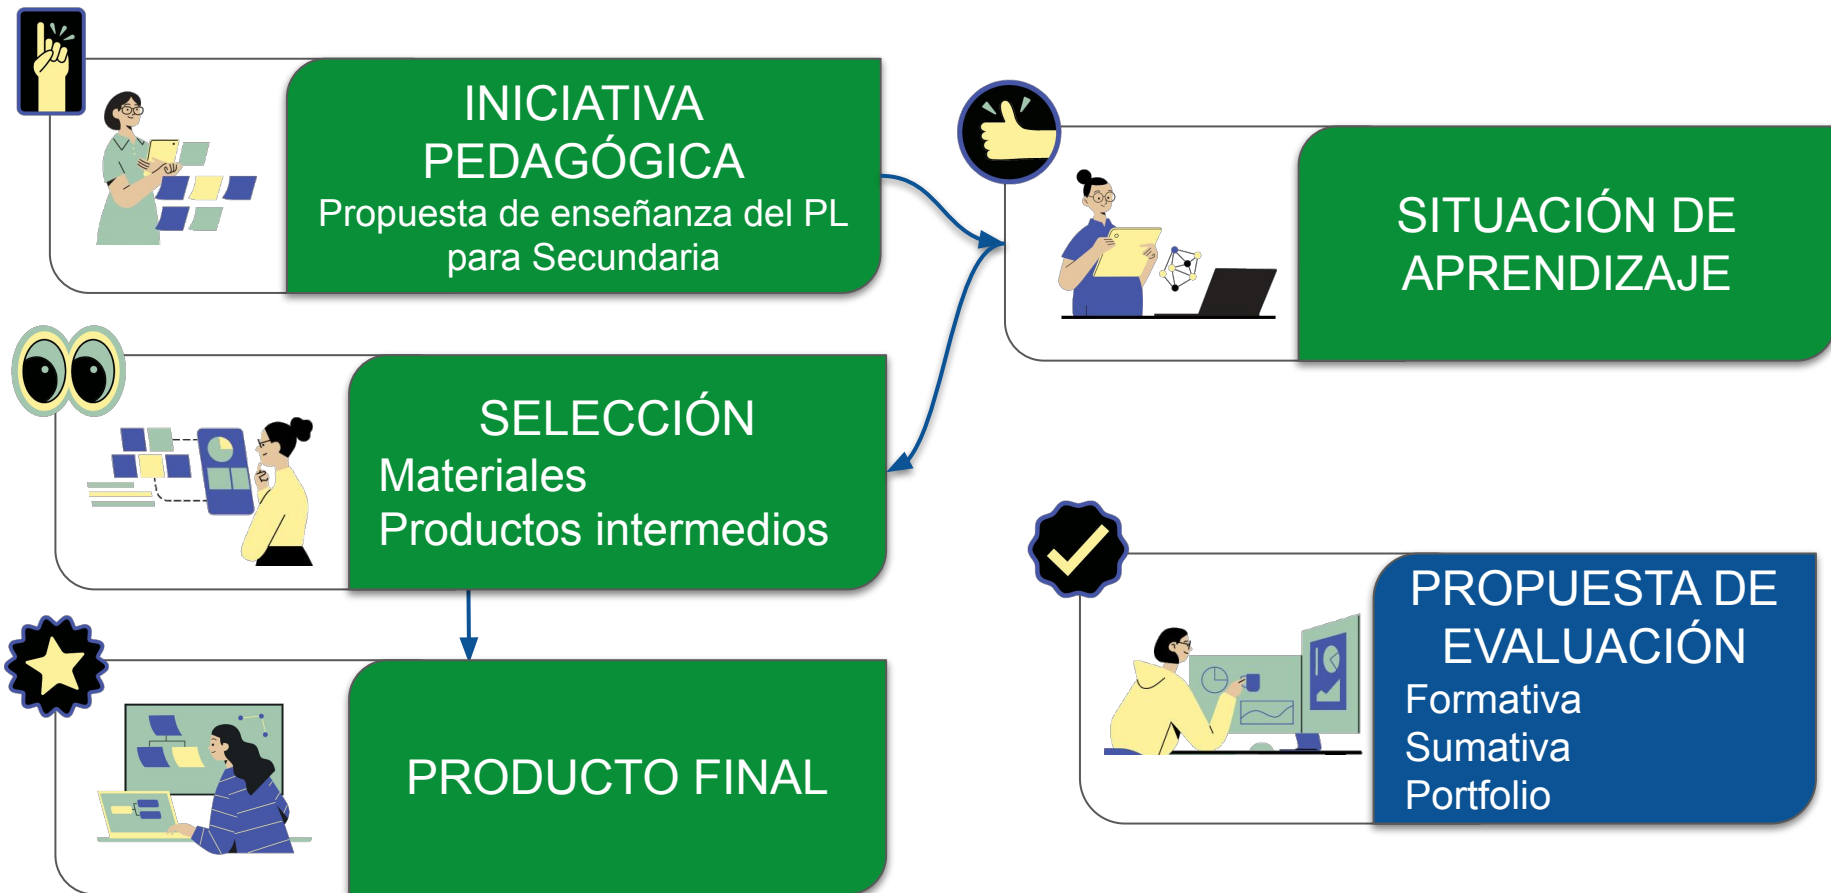 INICIATIVA
PEDAGÓGICA
Propuesta de enseñanza del PL
para Secundaria
SITUACIÓN DE
APRENDIZAJE
SELECCIÓN
Materiales
Productos intermedios
PRODUCTO FINAL
PROPUESTA DE
EVALUACIÓN
Formativa
Sumativa
Portfolio